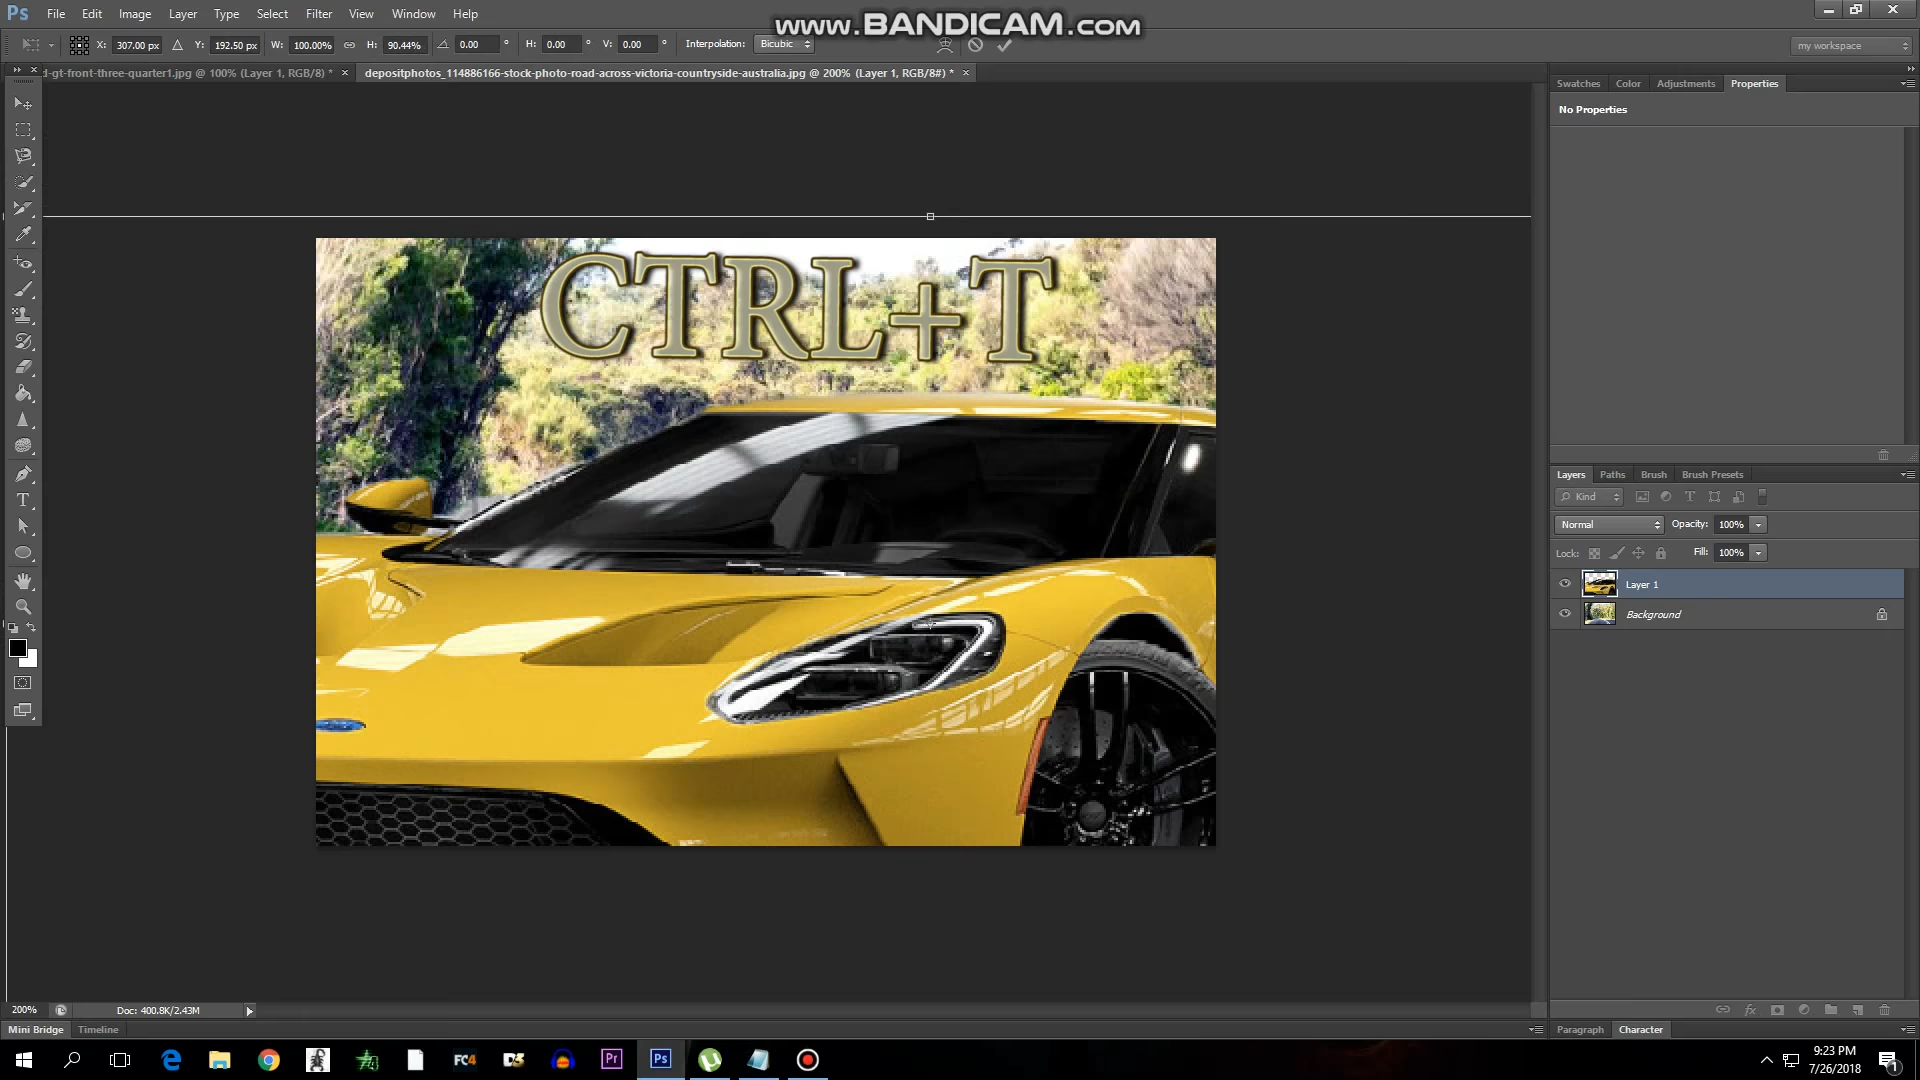 Ps File Edit Image Layer Type Select Filter View Window Help
www.BANDICAM.com
X: 307.00 px Y: 192.50 px W: 100.00% H: 90.44% 0.00 ° H: 0.00 ° V: 0.00 ° Interpolation: Bicubic my workspace
d-gt-front-three-quarter1.jpg @ 100% (Layer 1, RGB/8) * × depositphotos_114886166-stock-photo-road-across-victoria-countryside-australia.jpg @ 200% (Layer 1, RGB/8#) * ×
Swatches Color Adjustments Properties
No Properties
CTRL+T
Layers Paths Brush Brush Presets
Kind
Normal Opacity: 100%
Lock: Fill: 100%
Layer 1
Background
200% Doc: 400.8K/2.43M
Mini Bridge Timeline
Paragraph Character
FC4 Pr Ps
9:23 PM
7/26/2018
1